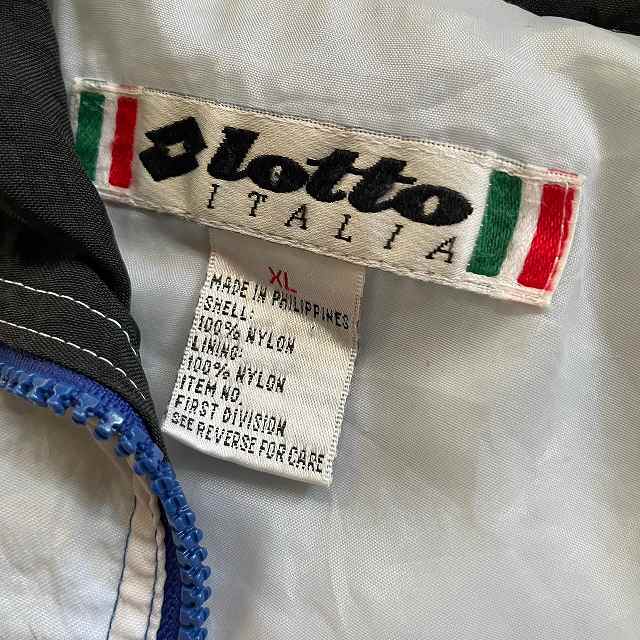 lotto
ITALIA
XL
MADE IN PHILIPPINES
SHELL:
100% NYLON
LINING:
100% NYLON
ITEM NO.
FIRST DIVISION
SEE REVERSE FOR CARE